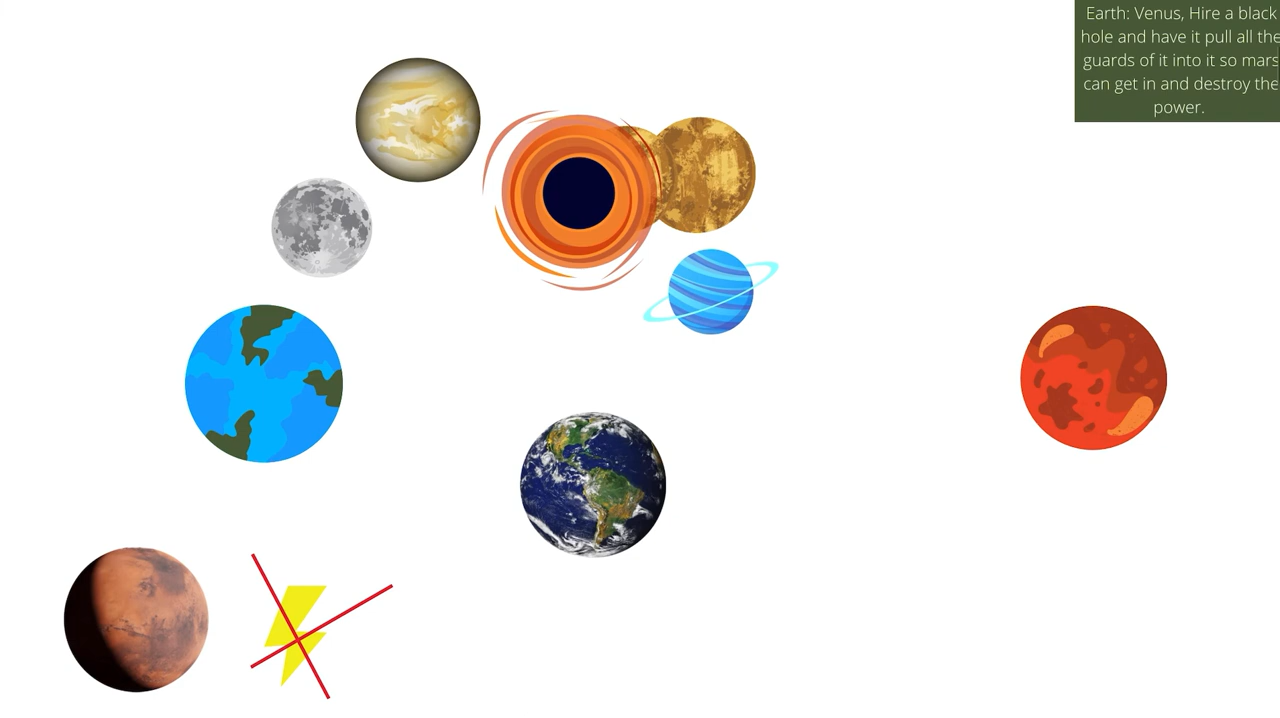 Earth: Venus, Hire a black
hole and have it pull all the
guards of it into it so mars
can get in and destroy the
power.